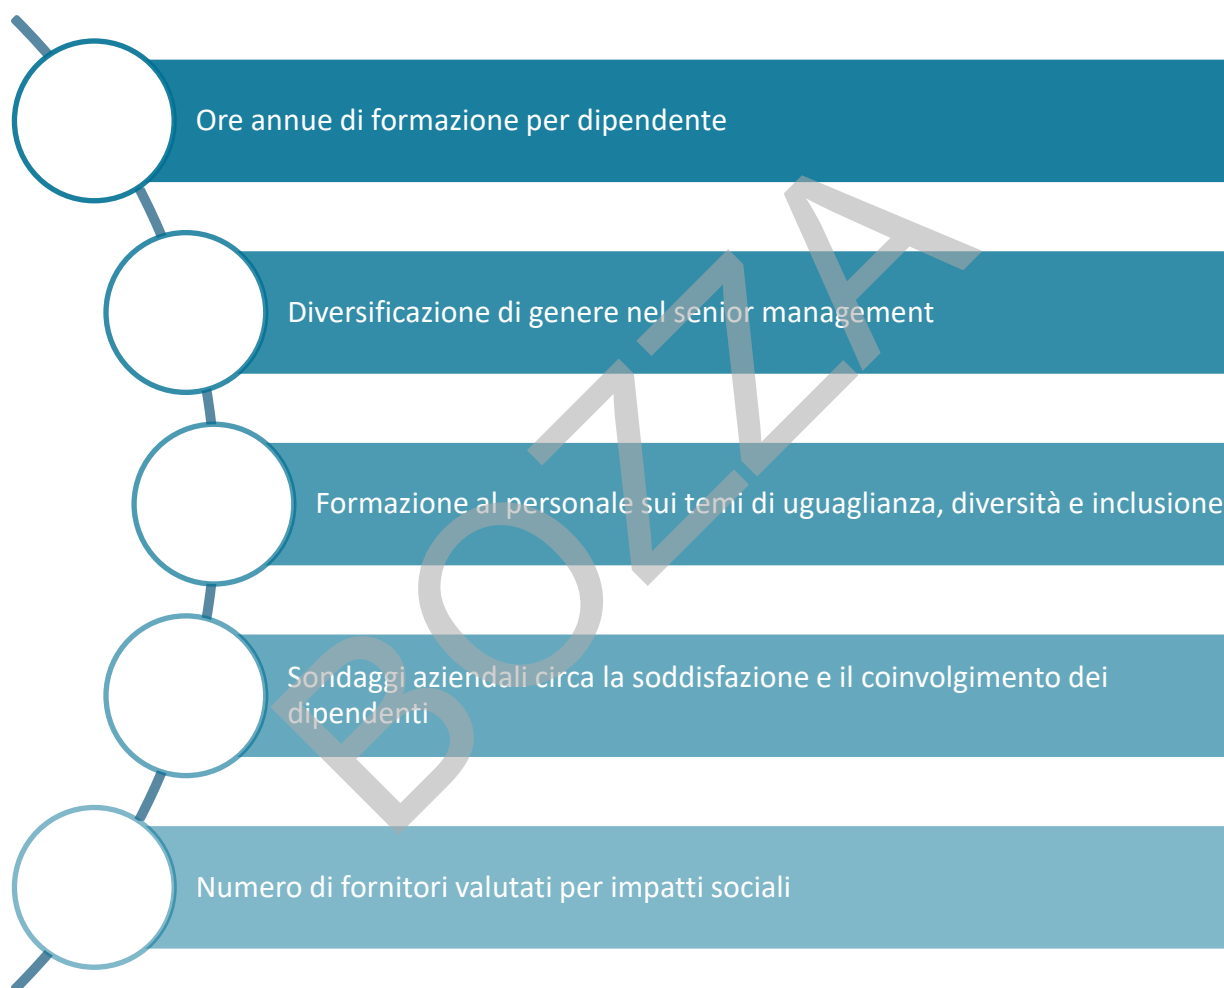 Ore annue di formazione per dipendente
Diversificazione di genere nel senior management
Formazione al personale sui temi di uguaglianza, diversità e inclusione
Sondaggi aziendali circa la soddisfazione e il coinvolgimento dei
dipendenti
Numero di fornitori valutati per impatti sociali
BOZZA